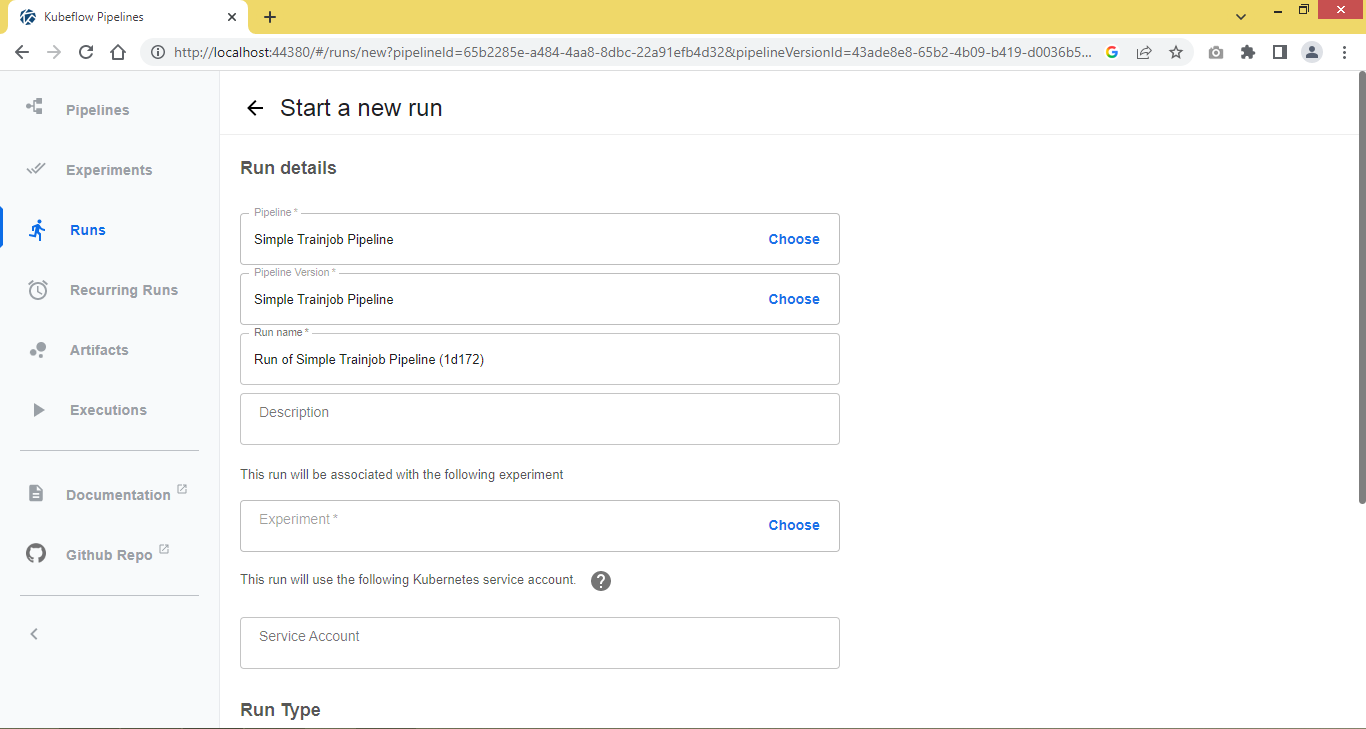 Kubeflow Pipelines
http://localhost:44380/#/runs/new?pipelineId=65b2285e-a484-4aa8-8dbc-22a91efb4d32&pipelineVersionId=43ade8e8-65b2-4b09-b419-d0036b5...
Pipelines
Experiments
Runs
Recurring Runs
Artifacts
Executions
Documentation
Github Repo
Start a new run
Run details
Pipeline *
Simple Trainjob Pipeline Choose
Pipeline Version *
Simple Trainjob Pipeline Choose
Run name *
Run of Simple Trainjob Pipeline (1d172)
Description
This run will be associated with the following experiment
Experiment * Choose
This run will use the following Kubernetes service account. ?
Service Account
Run Type